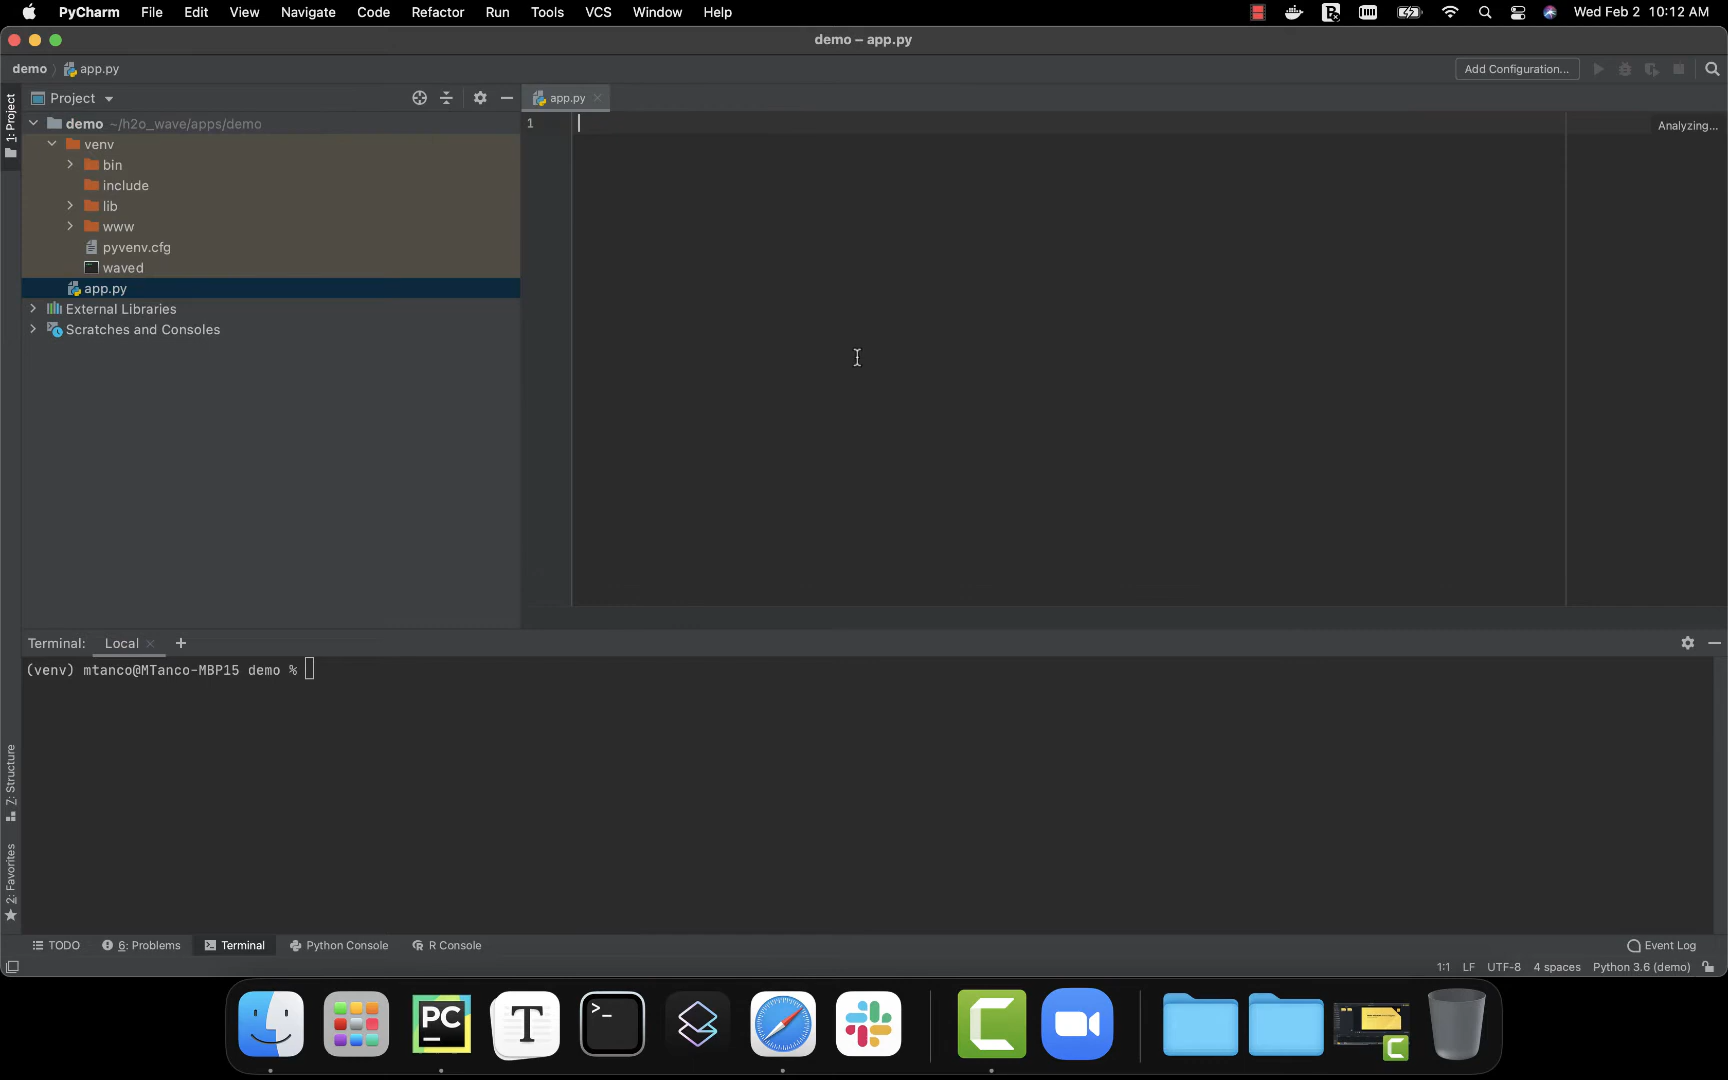 PyCharm File Edit View Navigate Code Refactor Run Tools VCS Window Help Wed Feb 2 10:12 AM
demo – app.py
demo app.py Add Configuration...
1: Project
Project
app.py
demo ~/h2o_wave/apps/demo
1
Analyzing...
venv
bin
include
lib
www
pyvenv.cfg
waved
app.py
External Libraries
Scratches and Consoles
Terminal: Local +
(venv) mtanco@MTanco-MBP15 demo %
Z: Structure
2: Favorites
TODO 6: Problems Terminal Python Console R Console Event Log
1:1 LF UTF-8 4 spaces Python 3.6 (demo)
PC T >_ C